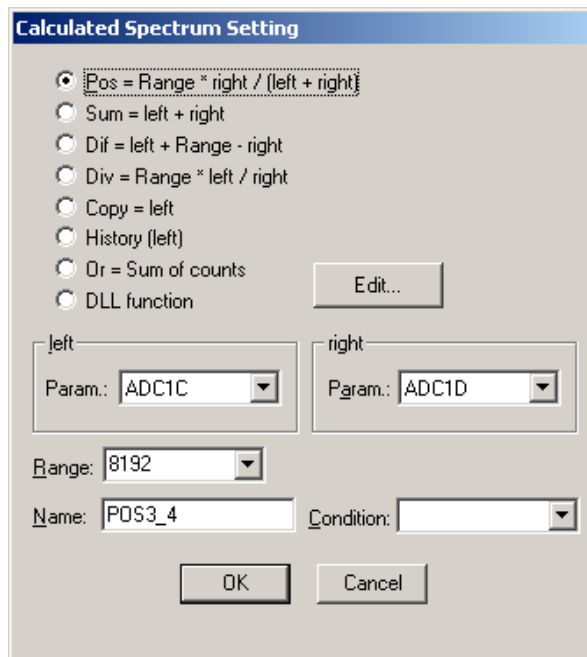 Calculated Spectrum Setting
Pos = Range * right / (left + right)
Sum = left + right
Dif = left + Range - right
Div = Range * left / right
Copy = left
History (left)
Or = Sum of counts
DLL function
Edit...
left
right
Param.: ADC1C
Param.: ADC1D
Range: 8192
Name: POS3_4
Condition:
OK
Cancel